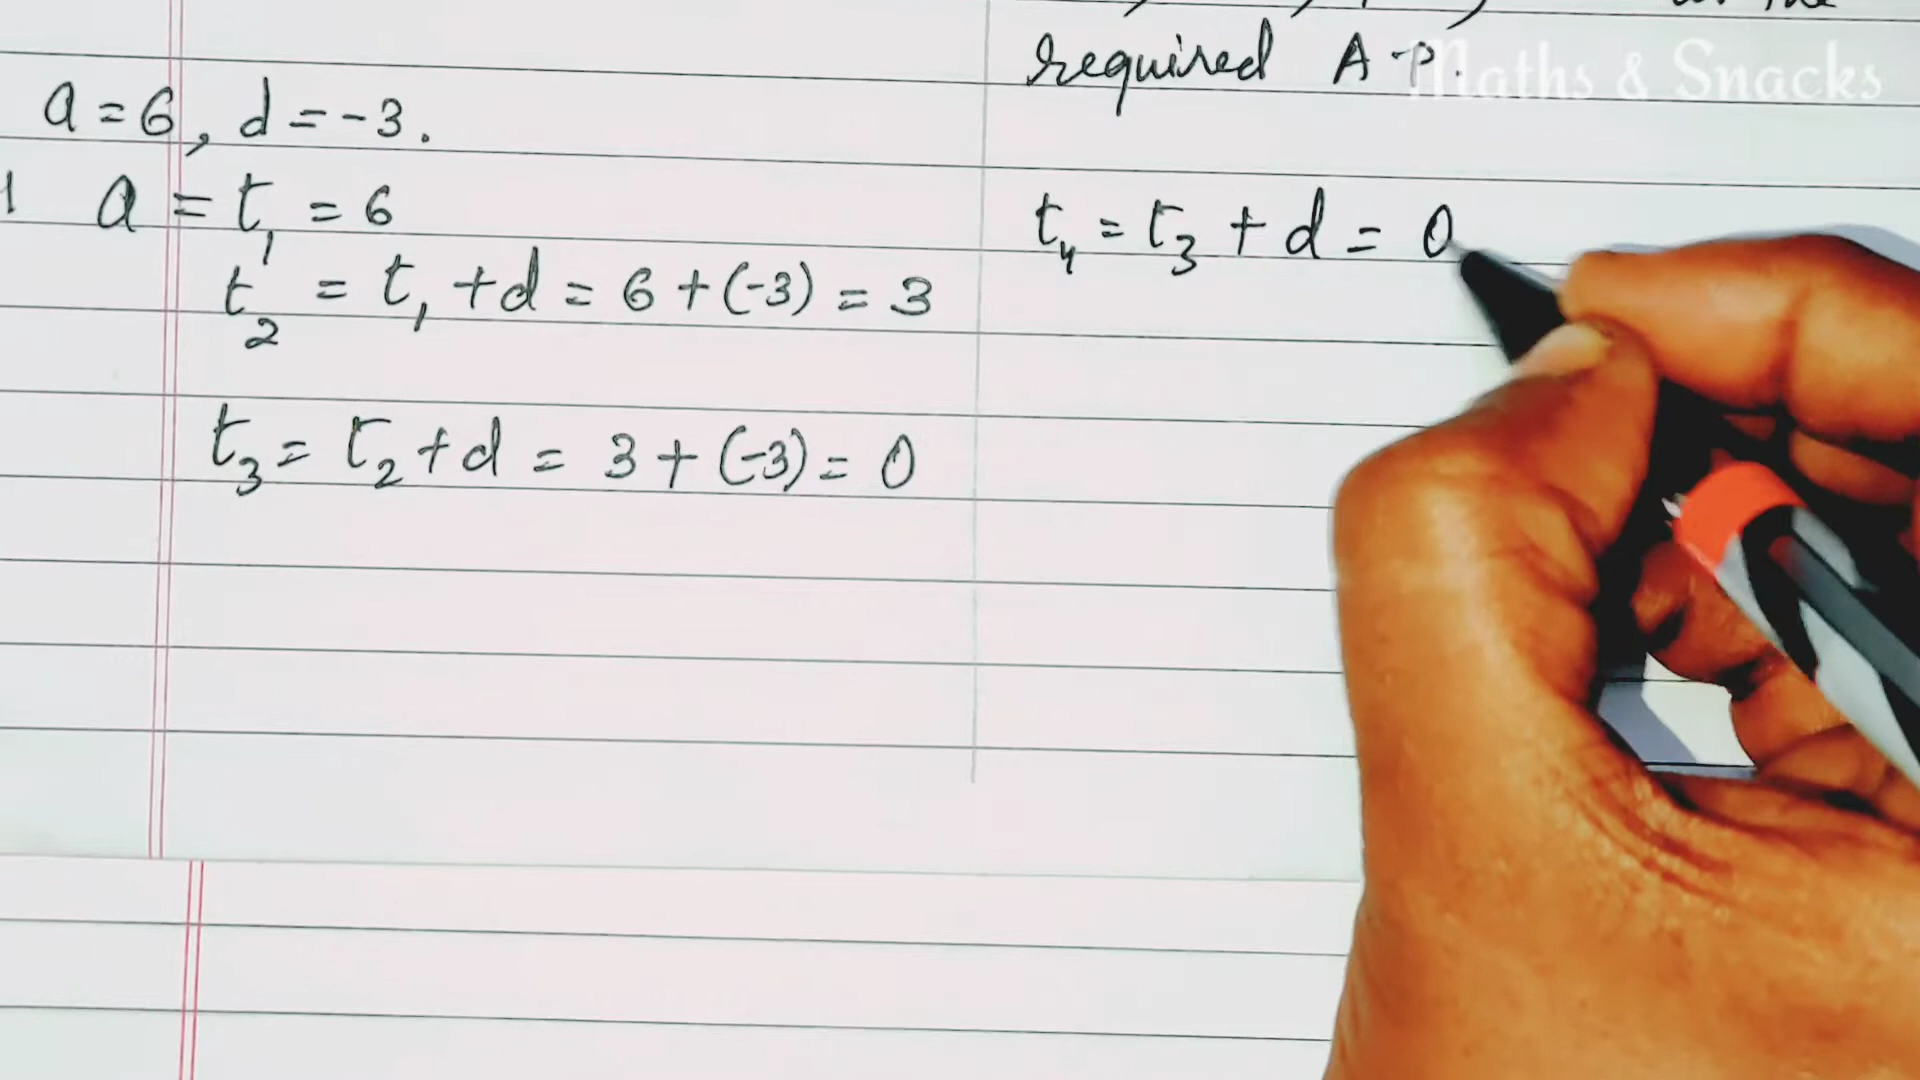 a = 6, d = -3.
a = t₁ = 6
t₂ = t₁ + d = 6 + (-3) = 3
t₃ = t₂ + d = 3 + (-3) = 0
required A.P.
Maths & Snacks
t₄ = t₃ + d = 0